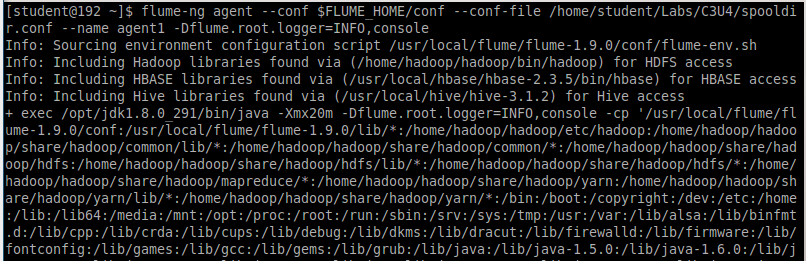 [student@192 ~]$ flume-ng agent --conf $FLUME_HOME/conf --conf-file /home/student/Labs/C3U4/spooldi
r.conf --name agent1 -Dflume.root.logger=INFO,console
Info: Sourcing environment configuration script /usr/local/flume/flume-1.9.0/conf/flume-env.sh
Info: Including Hadoop libraries found via (/home/hadoop/hadoop/bin/hadoop) for HDFS access
Info: Including HBASE libraries found via (/usr/local/hbase/hbase-2.3.5/bin/hbase) for HBASE access
Info: Including Hive libraries found via (/usr/local/hive/hive-3.1.2) for Hive access
+ exec /opt/jdk1.8.0_291/bin/java -Xmx20m -Dflume.root.logger=INFO,console -cp '/usr/local/flume/fl
ume-1.9.0/conf:/usr/local/flume/flume-1.9.0/lib/*:/home/hadoop/hadoop/etc/hadoop:/home/hadoop/hadoo
p/share/hadoop/common/lib/*:/home/hadoop/hadoop/share/hadoop/common/*:/home/hadoop/hadoop/share/had
oop/hdfs:/home/hadoop/hadoop/share/hadoop/hdfs/lib/*:/home/hadoop/hadoop/share/hadoop/hdfs/*:/home/
hadoop/hadoop/share/hadoop/mapreduce/*:/home/hadoop/hadoop/share/hadoop/yarn:/home/hadoop/hadoop/sh
are/hadoop/yarn/lib/*:/home/hadoop/hadoop/share/hadoop/yarn/*:/bin:/boot:/copyright:/dev:/etc:/home
:/lib:/lib64:/media:/mnt:/opt:/proc:/root:/run:/sbin:/srv:/sys:/tmp:/usr:/var:/lib/alsa:/lib/binfmt
.d:/lib/cpp:/lib/crda:/lib/cups:/lib/debug:/lib/dkms:/lib/dracut:/lib/firewalld:/lib/firmware:/lib/
fontconfig:/lib/games:/lib/gcc:/lib/gems:/lib/grub:/lib/java:/lib/java-1.5.0:/lib/java-1.6.0:/lib/j